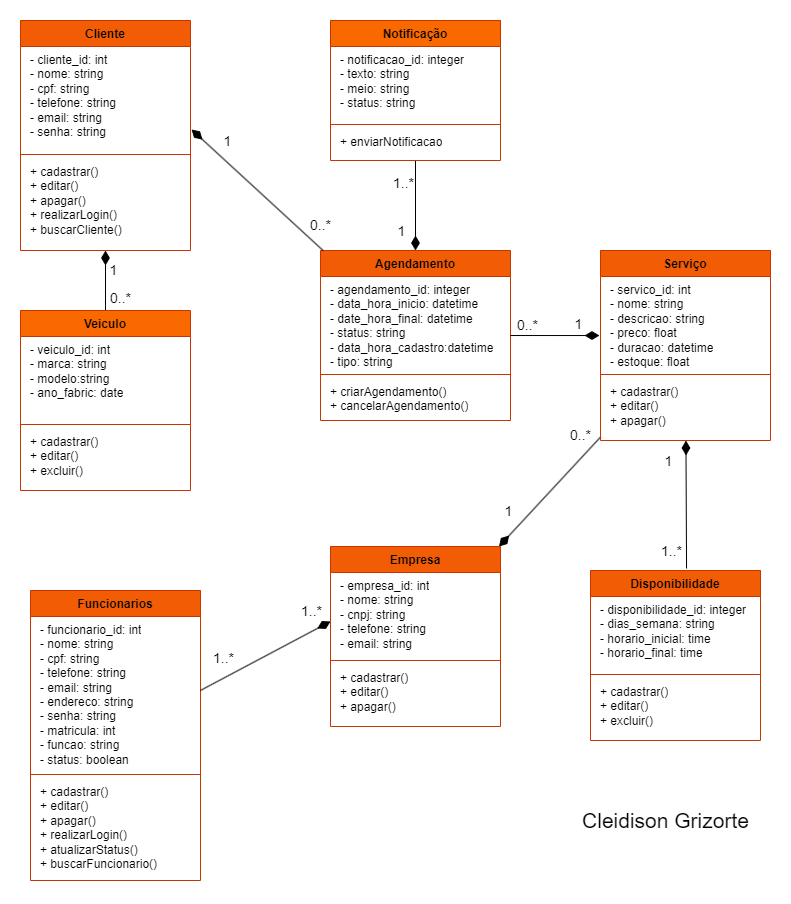 Cliente
- cliente_id: int
- nome: string
- cpf: string
- telefone: string
- email: string
- senha: string
+ cadastrar()
+ editar()
+ apagar()
+ realizarLogin()
+ buscarCliente()
Notificação
- notificacao_id: integer
- texto: string
- meio: string
- status: string
+ enviarNotificacao
1
0..*
1..*
1
1
0..*
Agendamento
- agendamento_id: integer
- data_hora_inicio: datetime
- date_hora_final: datetime
- status: string
- data_hora_cadastro:datetime
- tipo: string
+ criarAgendamento()
+ cancelarAgendamento()
0..*
1
Serviço
- servico_id: int
- nome: string
- descricao: string
- preco: float
- duracao: datetime
- estoque: float
+ cadastrar()
+ editar()
+ apagar()
Veiculo
- veiculo_id: int
- marca: string
- modelo:string
- ano_fabric: date
+ cadastrar()
+ editar()
+ excluir()
0..*
1
1
1..*
Empresa
- empresa_id: int
- nome: string
- cnpj: string
- telefone: string
- email: string
+ cadastrar()
+ editar()
+ apagar()
Disponibilidade
- disponibilidade_id: integer
- dias_semana: string
- horario_inicial: time
- horario_final: time
+ cadastrar()
+ editar()
+ excluir()
1..*
1..*
Funcionarios
- funcionario_id: int
- nome: string
- cpf: string
- telefone: string
- email: string
- endereco: string
- senha: string
- matricula: int
- funcao: string
- status: boolean
+ cadastrar()
+ editar()
+ apagar()
+ realizarLogin()
+ atualizarStatus()
+ buscarFuncionario()
Cleidison Grizorte